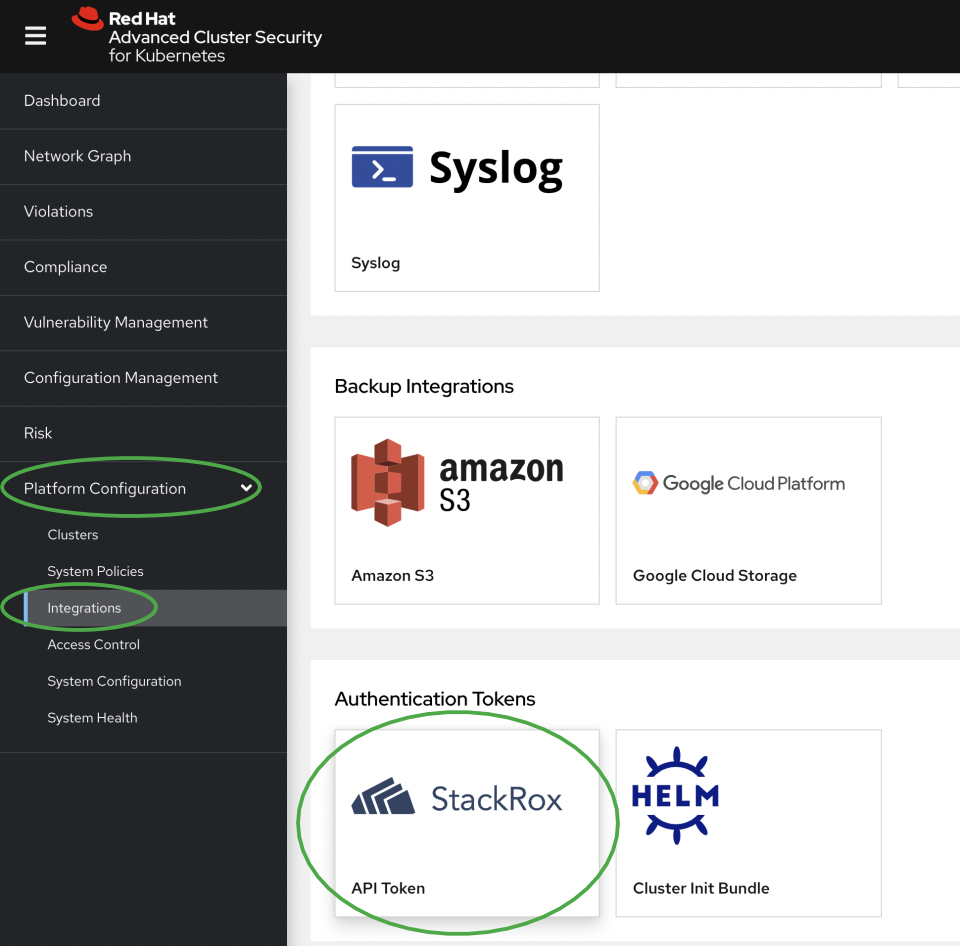 Red Hat
Advanced Cluster Security
for Kubernetes
Dashboard
Network Graph
Violations
Compliance
Vulnerability Management
Configuration Management
Risk
Platform Configuration
Clusters
System Policies
Integrations
Access Control
System Configuration
System Health
Syslog
Syslog
Backup Integrations
amazon
S3
Amazon S3
Google Cloud Platform
Google Cloud Storage
Authentication Tokens
StackRox
API Token
HELM
Cluster Init Bundle